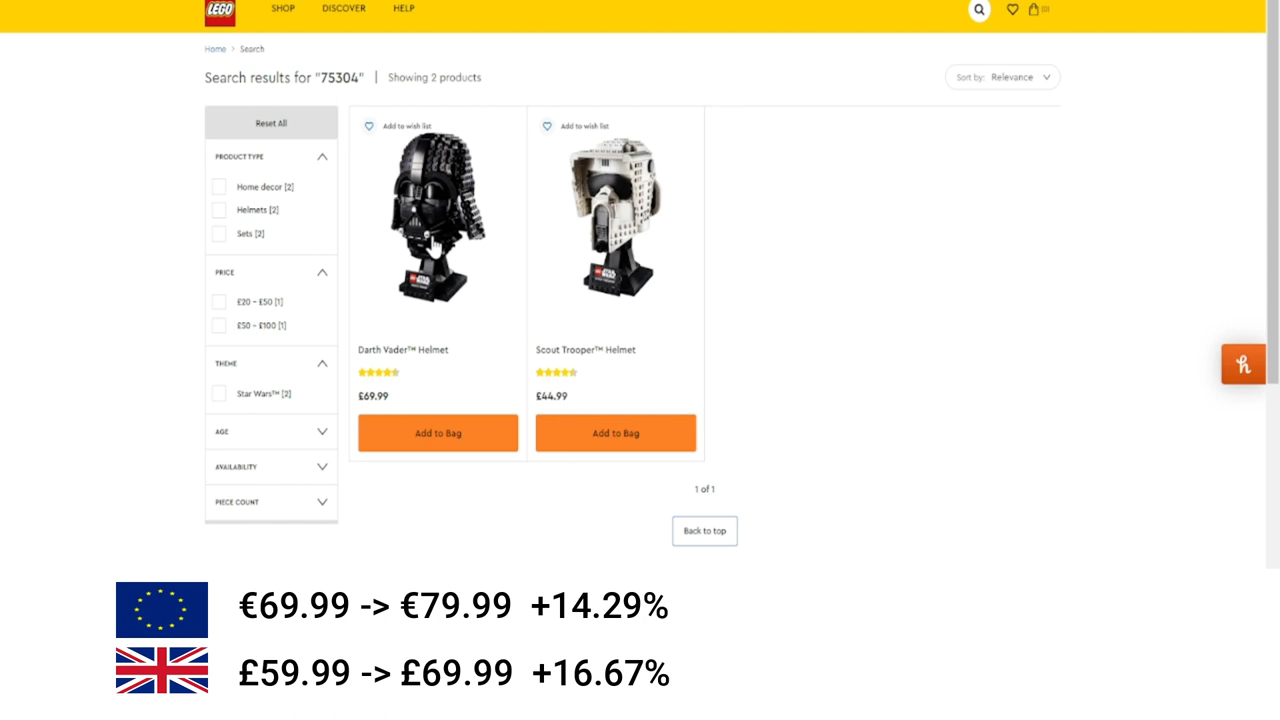 LEGO
SHOP DISCOVER HELP
Home > Search
Search results for "75304" | Showing 2 products
Sort by: Relevance
Reset All
PRODUCT TYPE
Home decor [2]
Helmets [2]
Sets [2]
PRICE
£20 - £50 [1]
£50 - £100 [1]
THEME
Star Wars™ [2]
AGE
AVAILABILITY
PIECE COUNT
Add to wish list
Darth Vader™ Helmet
£69.99
Add to Bag
Add to wish list
Scout Trooper™ Helmet
£44.99
Add to Bag
1 of 1
Back to top
€69.99 -> €79.99 +14.29%
£59.99 -> £69.99 +16.67%